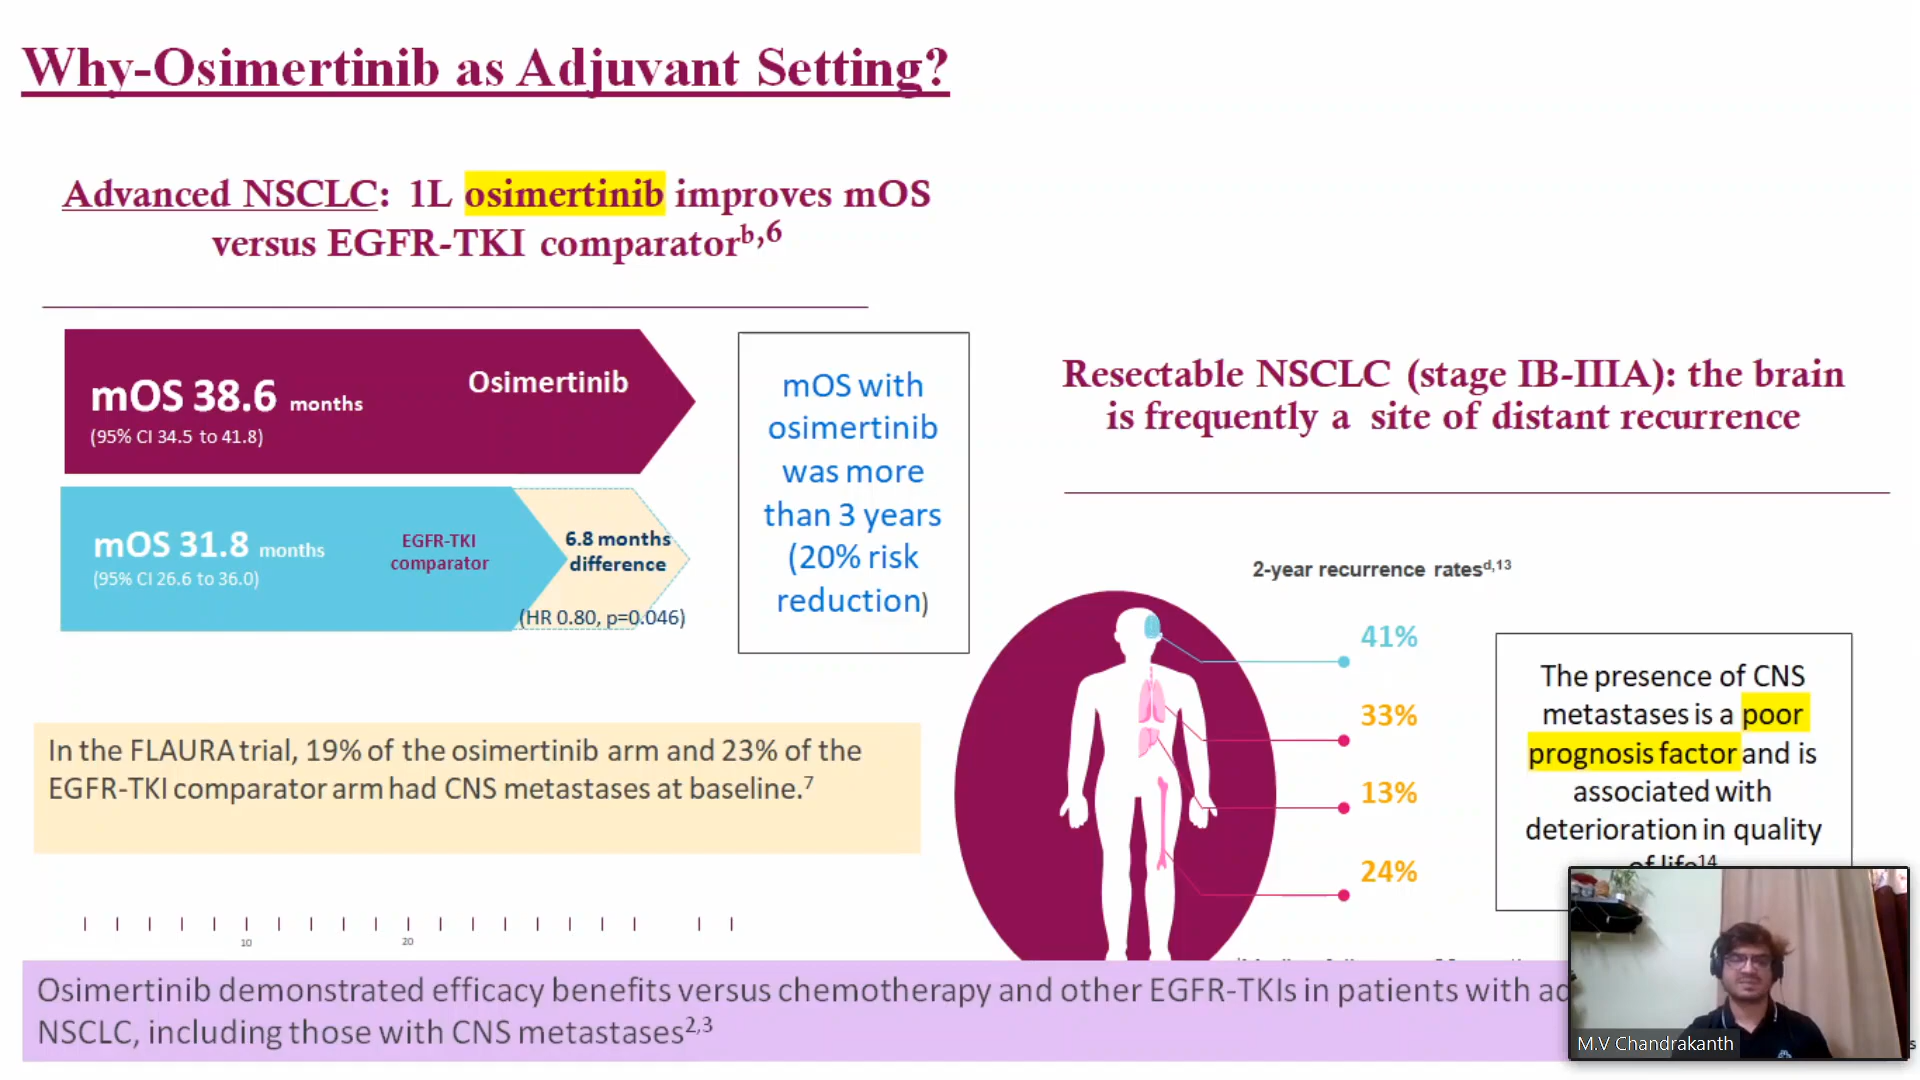 Why-Osimertinib as Adjuvant Setting?
Advanced NSCLC: 1L osimertinib improves mOS
versus EGFR-TKI comparatorb,6
mOS 38.6 months
(95% CI 34.5 to 41.8)
Osimertinib
mOS 31.8 months
(95% CI 26.6 to 36.0)
EGFR-TKI
comparator
6.8 months
difference
(HR 0.80, p=0.046)
mOS with
osimertinib
was more
than 3 years
(20% risk
reduction)
In the FLAURA trial, 19% of the osimertinib arm and 23% of the
EGFR-TKI comparator arm had CNS metastases at baseline.7
10
20
Resectable NSCLC (stage IB-IIIA): the brain
is frequently a site of distant recurrence
2-year recurrence ratesd,13
41%
33%
13%
24%
The presence of CNS
metastases is a poor
prognosis factor and is
associated with
deterioration in quality
of life14
Osimertinib demonstrated efficacy benefits versus chemotherapy and other EGFR-TKIs in patients with
NSCLC, including those with CNS metastases2,3
M.V Chandrakanth